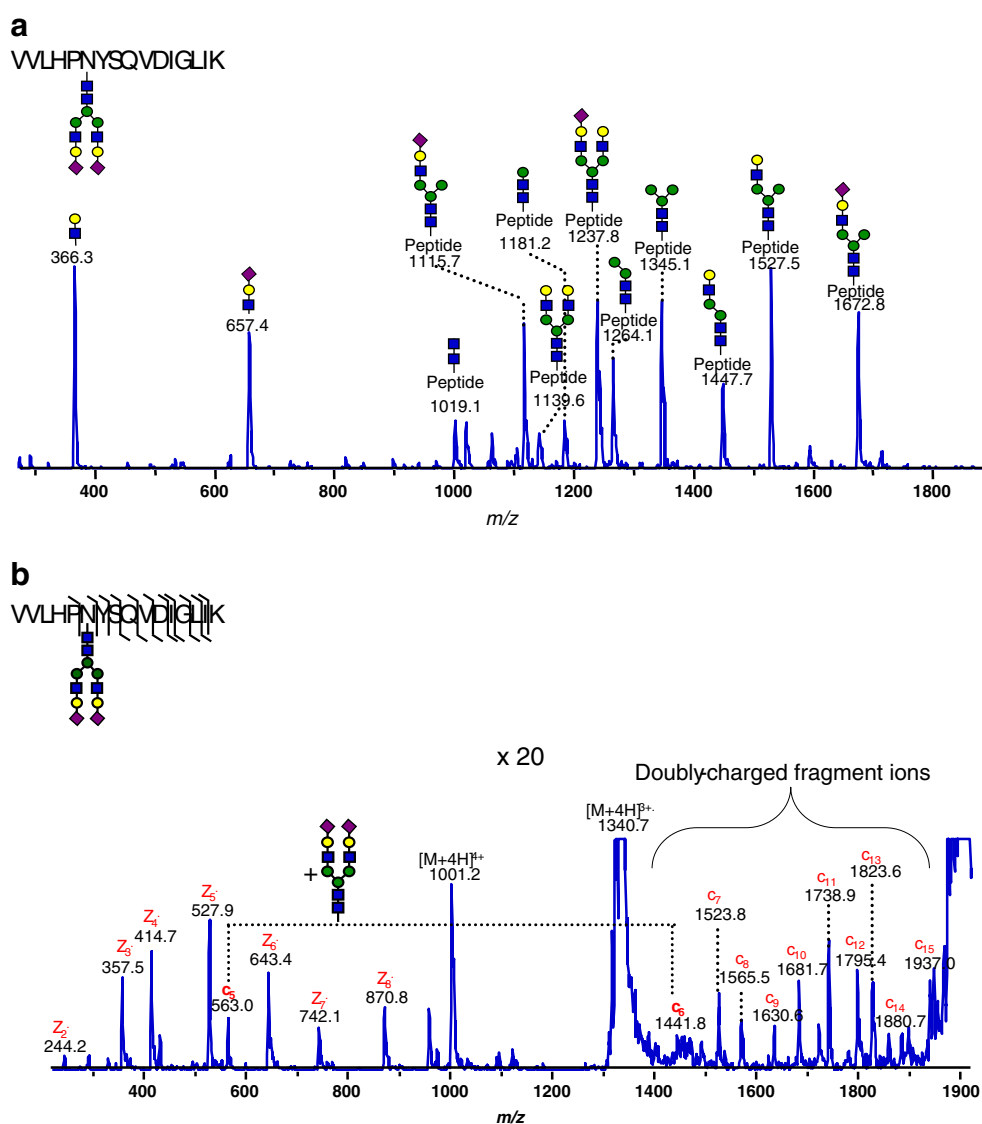 a
VVLHPNYSQVDIGLIK
366.3
657.4
Peptide
1019.1
Peptide
1115.7
Peptide
1181.2
Peptide
1139.6
Peptide
1237.8
Peptide
1264.1
Peptide
1345.1
Peptide
1447.7
Peptide
1527.5
Peptide
1672.8
400 600 800 1000 1200 1400 1600 1800
m/z
b
VVLHPNYSQVDIGLIK
x 20
Doubly-charged fragment ions
+
[M+4H]4+
1001.2
[M+4H]3+·
1340.7
Z2·
244.2
Z3·
357.5
Z4·
414.7
Z5·
527.9
c5
563.0
Z6·
643.4
Z7·
742.1
Z8·
870.8
c6
1441.8
c7
1523.8
c8
1565.5
c9
1630.6
c10
1681.7
c11
1738.9
c12
1795.4
c13
1823.6
c14
1880.7
c15
1937.0
400 600 800 1000 1200 1400 1600 1800 1900
m/z